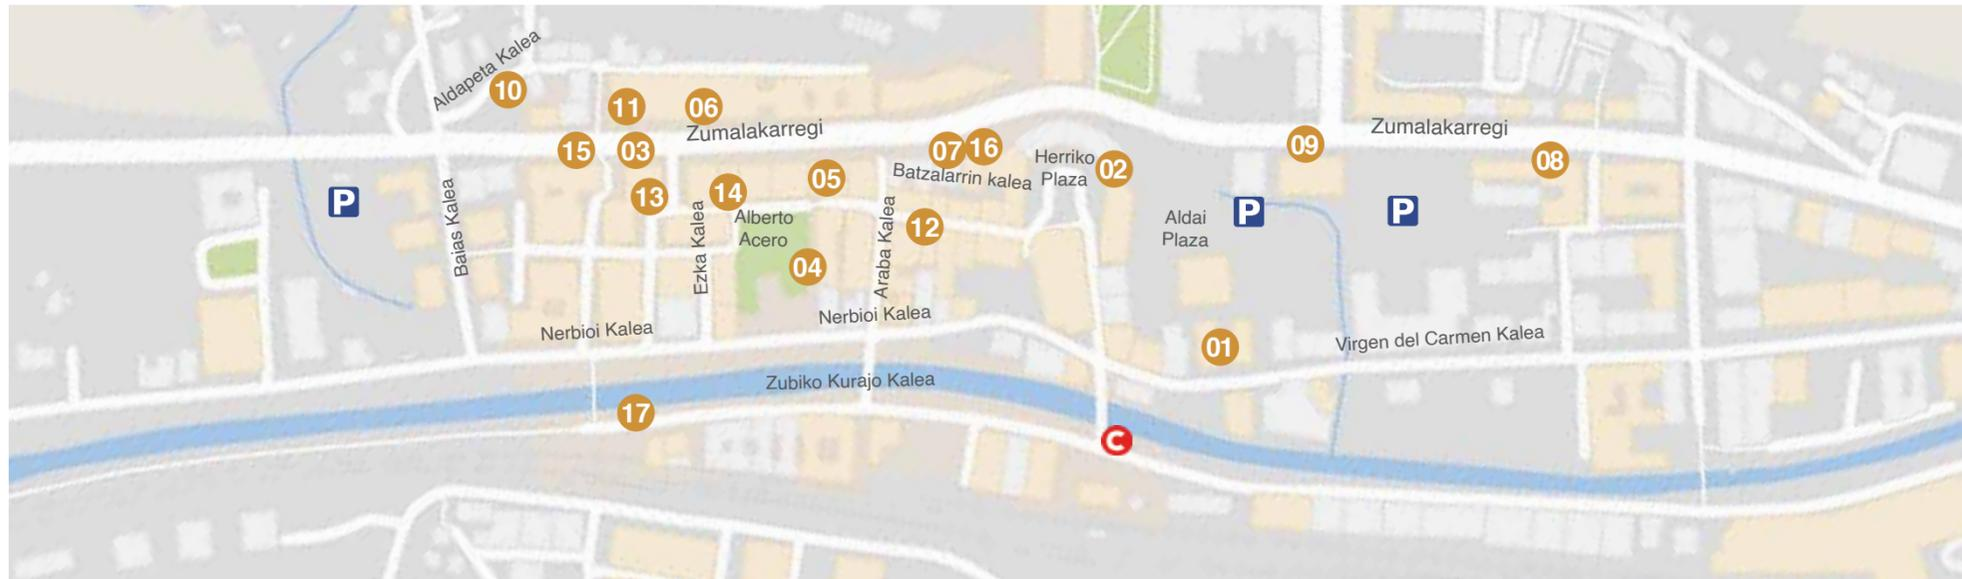 Aldapeta Kalea
10
11
06
Zumalakarregi
Zumalakarregi
15
03
07
16
09
08
Herriko
Plaza
02
Batzalarrin kalea
05
13
14
P
P
P
Baias Kalea
Ezka Kalea
Alberto
Acero
Araba Kalea
12
Aldai
Plaza
04
Nerbioi Kalea
Nerbioi Kalea
01
Virgen del Carmen Kalea
Zubiko Kurajo Kalea
17
C